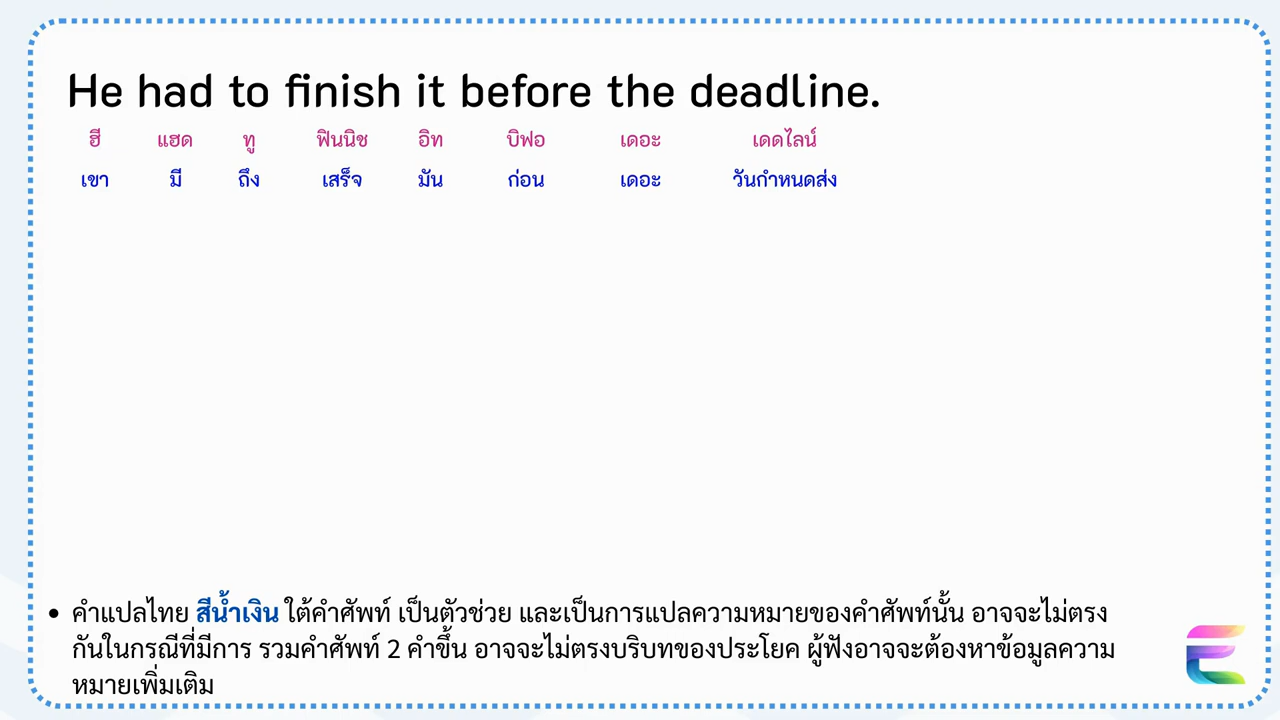 He had to finish it before the deadline.
ฮี แฮด ทู ฟินนิช อิท บิฟอ เดอะ เดดไลน์
เขา มี ถึง เสร็จ มัน ก่อน เดอะ วันกำหนดส่ง
• คำแปลไทย สีน้ำเงิน ใต้คำศัพท์ เป็นตัวช่วย และเป็นการแปลความหมายของคำศัพท์นั้น อาจจะไม่ตรง
กันในกรณีที่มีการ รวมคำศัพท์ 2 คำขึ้น อาจจะไม่ตรงบริบทของประโยค ผู้ฟังอาจจะต้องหาข้อมูลความ
หมายเพิ่มเติม